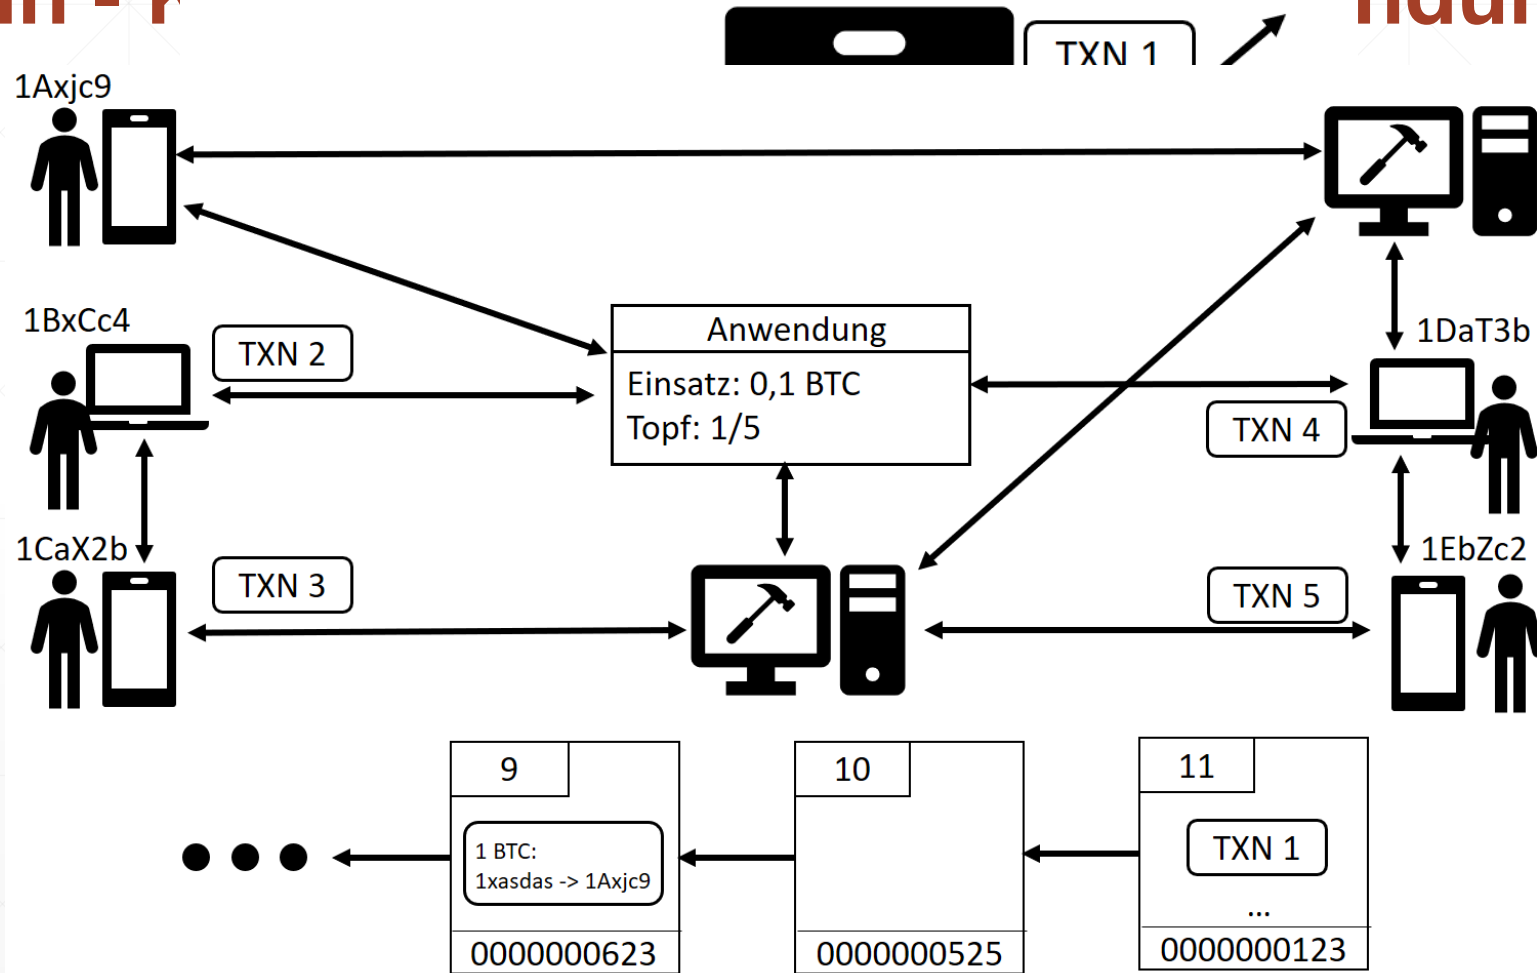 TXN 1
1Axjc9
1BxCc4
TXN 2
Anwendung
Einsatz: 0,1 BTC
Topf: 1/5
1DaT3b
TXN 4
1CaX2b
TXN 3
1EbZc2
TXN 5
9
10
11
1 BTC:
1xasdas -> 1Axjc9
TXN 1
...
0000000623
0000000525
0000000123